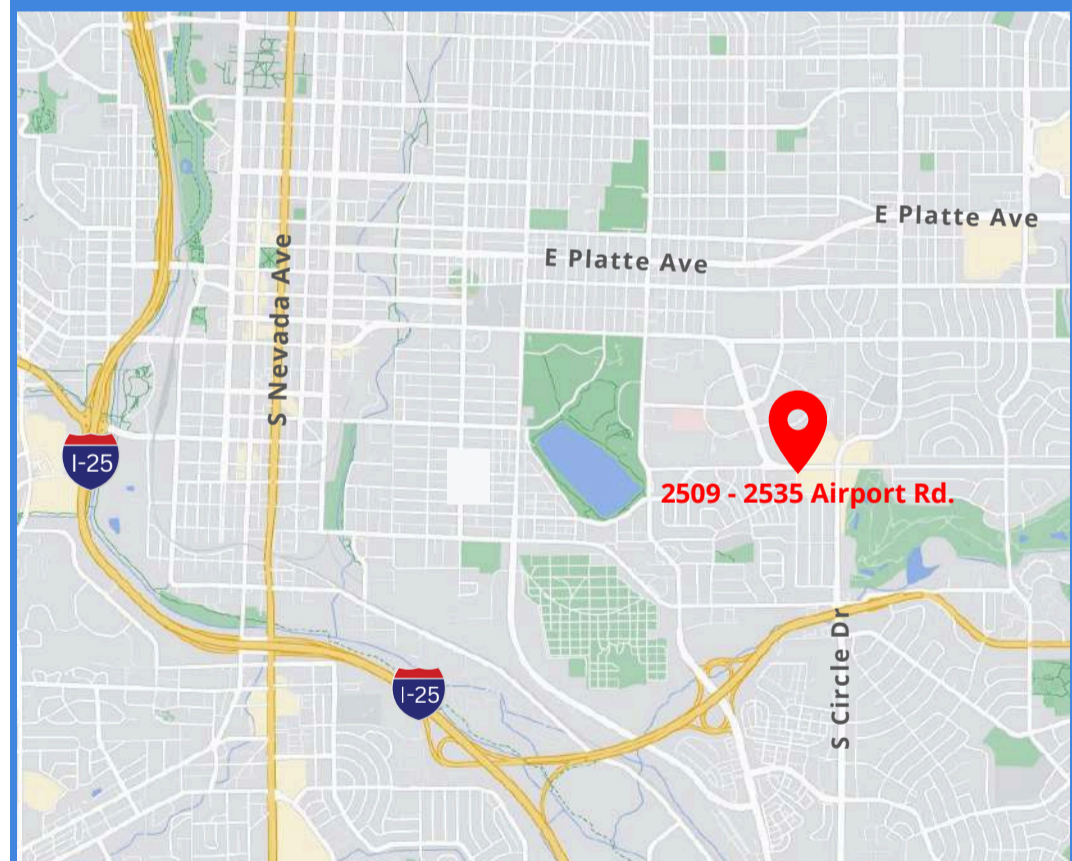 E Platte Ave
E Platte Ave
S Nevada Ave
I-25
2509 - 2535 Airport Rd.
S Circle Dr
I-25